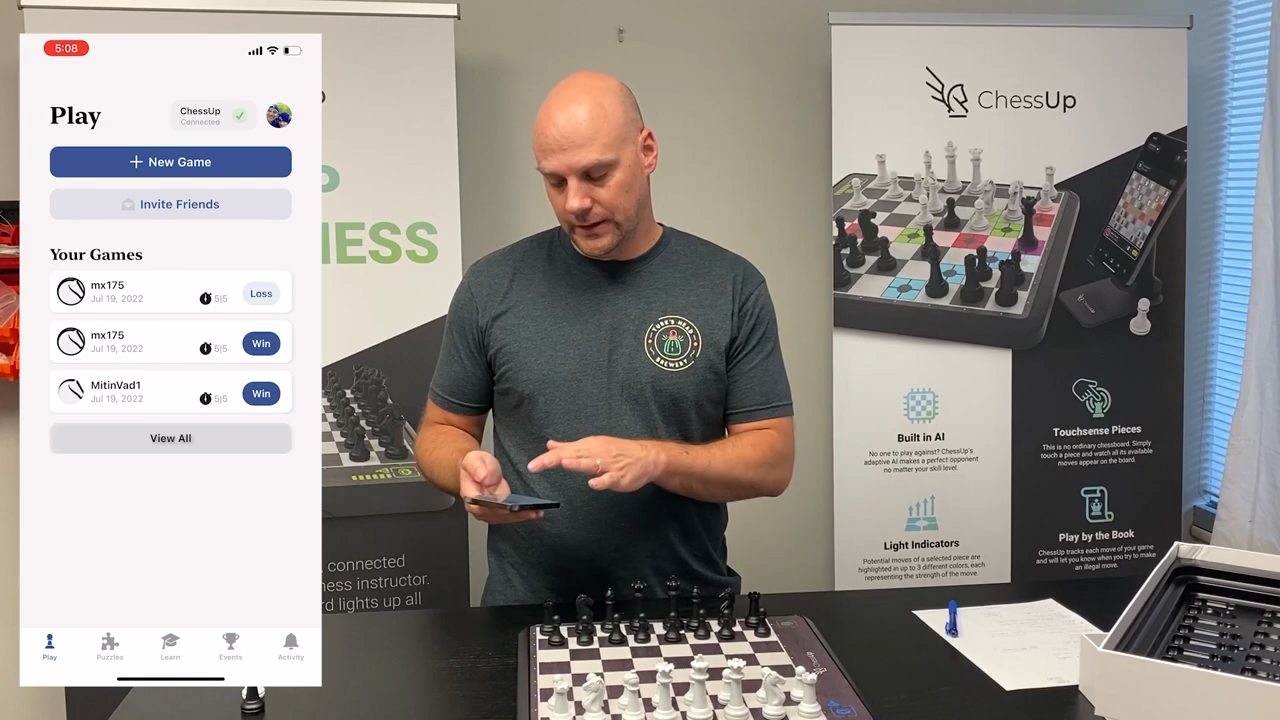 5:08
Play
ChessUp
Connected
New Game
Invite Friends
Your Games
mx175
Jul 19, 2022
5|5
Loss
mx175
Jul 19, 2022
5|5
Win
MitinVad1
Jul 19, 2022
5|5
Win
View All
Play
Puzzles
Learn
Events
Activity
connected
ness instructor.
rd lights up all
TURK'S HEAD
BREWERY
ChessUp
Built in AI
No one to play against? ChessUp's
adaptive AI makes a perfect opponent
no matter your skill level.
Touchsense Pieces
This is no ordinary chessboard. Simply
touch a piece and watch all its available
moves appear on the board.
Light Indicators
Potential moves of a selected piece are
highlighted in up to 3 different colors, each
representing the strength of the move.
Play by the Book
ChessUp tracks each move of your game
and will let you know when you try to make
an illegal move.